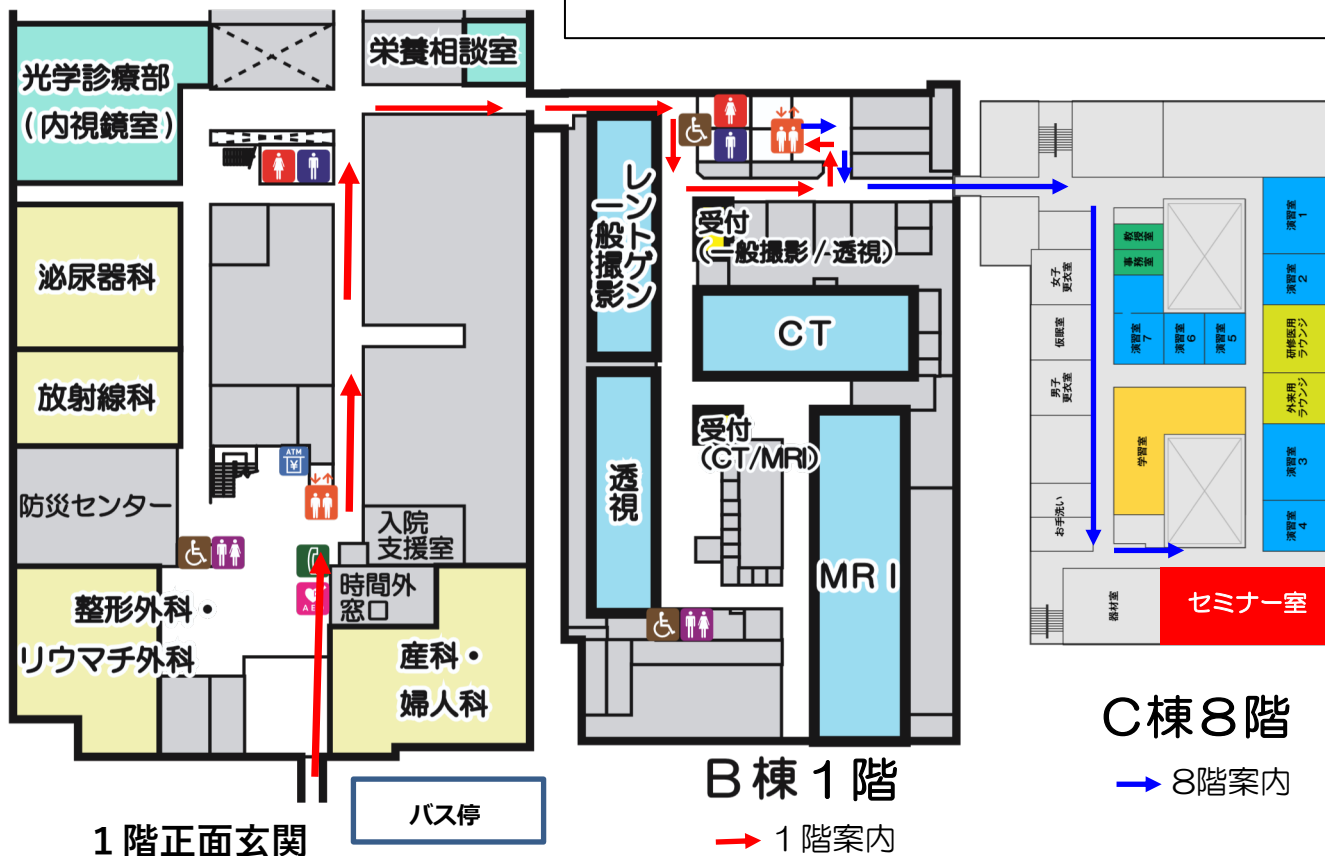 光学診療部
(内視鏡室)
栄養相談室
泌尿器科
放射線科
防災センター
ATM
¥
入院
支援室
時間外
窓口
AED
整形外科・
リウマチ外科
産科・
婦人科
バス停
1階正面玄関
レントゲン
一般撮影
受付
(一般撮影/透視)
CT
受付
(CT/MRI)
透視
MRI
B棟1階
1階案内
演習室
1
教授室
事務室
演習室
2
女子
更衣室
仮眠室
男子
更衣室
お手洗い
演習室
7
演習室
6
演習室
5
研修医用
ラウンジ
外来用
ラウンジ
学習室
演習室
3
演習室
4
器材室
セミナー室
C棟8階
8階案内